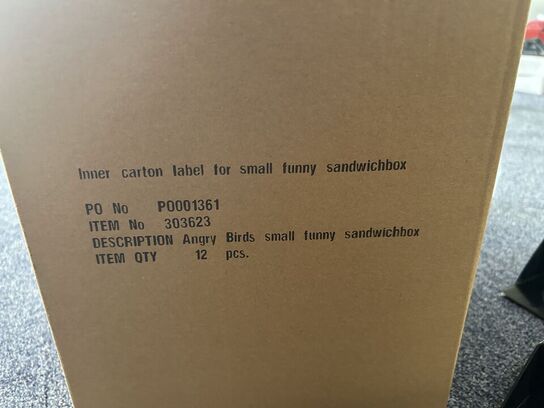 Inner carton label for small funny sandwichbox
PO No PO001361
ITEM No 303623
DESCRIPTION Angry Birds small funny sandwichbox
ITEM QTY 12 pcs.